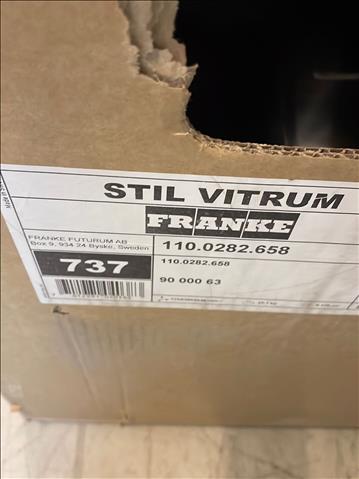 STIL VITRUM
FRANKE
FRANKE FUTURUM AB
Box 9, 934 24 Byske, Sweden
110.0282.658
737
110.0282.658
90 000 63